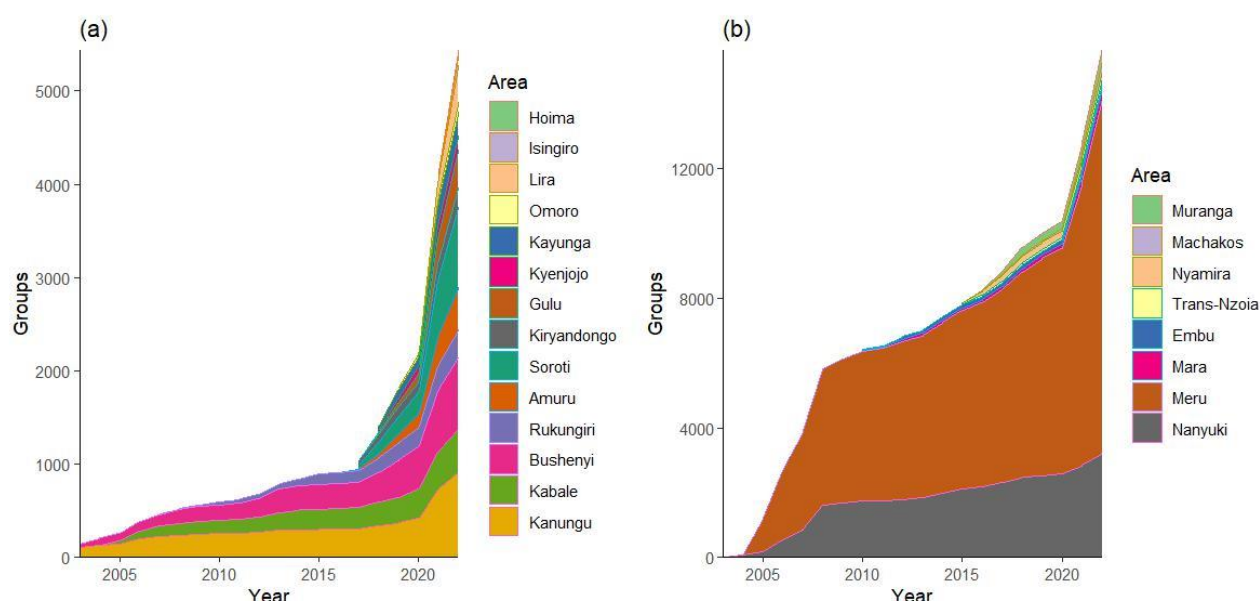 (a)
Groups
5000
4000
3000
2000
1000
0
2005 2010 2015 2020
Year
Area
Hoima
Isingiro
Lira
Omoro
Kayunga
Kyenjojo
Gulu
Kiryandongo
Soroti
Amuru
Rukungiri
Bushenyi
Kabale
Kanungu
(b)
Groups
12000
8000
4000
0
2005 2010 2015 2020
Year
Area
Muranga
Machakos
Nyamira
Trans-Nzoia
Embu
Mara
Meru
Nanyuki